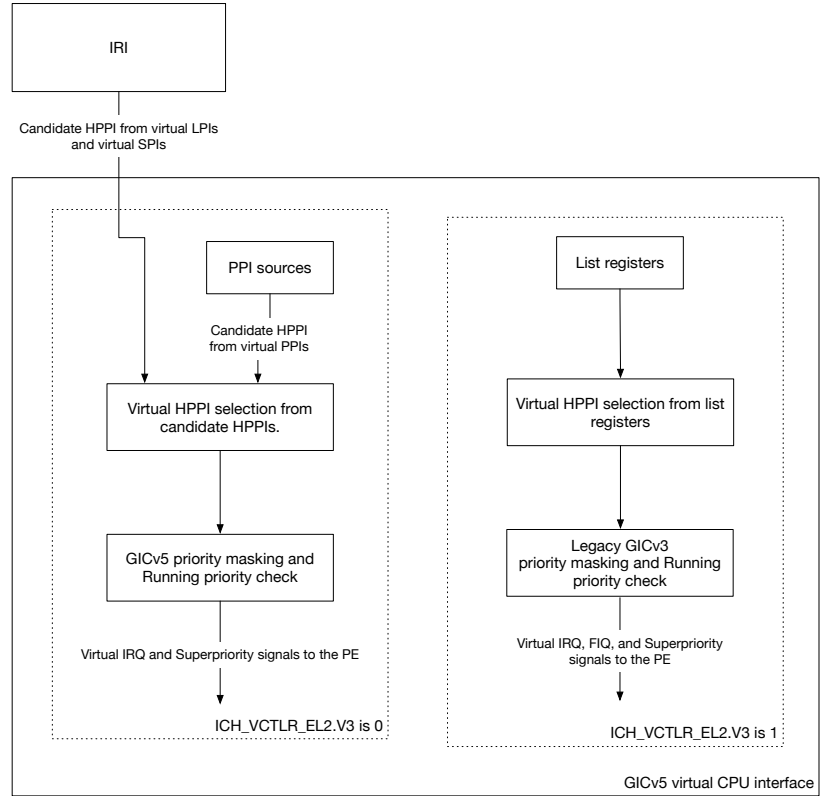 IRI
Candidate HPPI from virtual LPIs
and virtual SPIs
PPI sources
Candidate HPPI
from virtual PPIs
Virtual HPPI selection from
candidate HPPIs.
GICv5 priority masking and
Running priority check
Virtual IRQ and Superpriority signals to the PE
ICH_VCTLR_EL2.V3 is 0
List registers
Virtual HPPI selection from list
registers
Legacy GICv3
priority masking and Running
priority check
Virtual IRQ, FIQ, and Superpriority
signals to the PE
ICH_VCTLR_EL2.V3 is 1
GICv5 virtual CPU interface